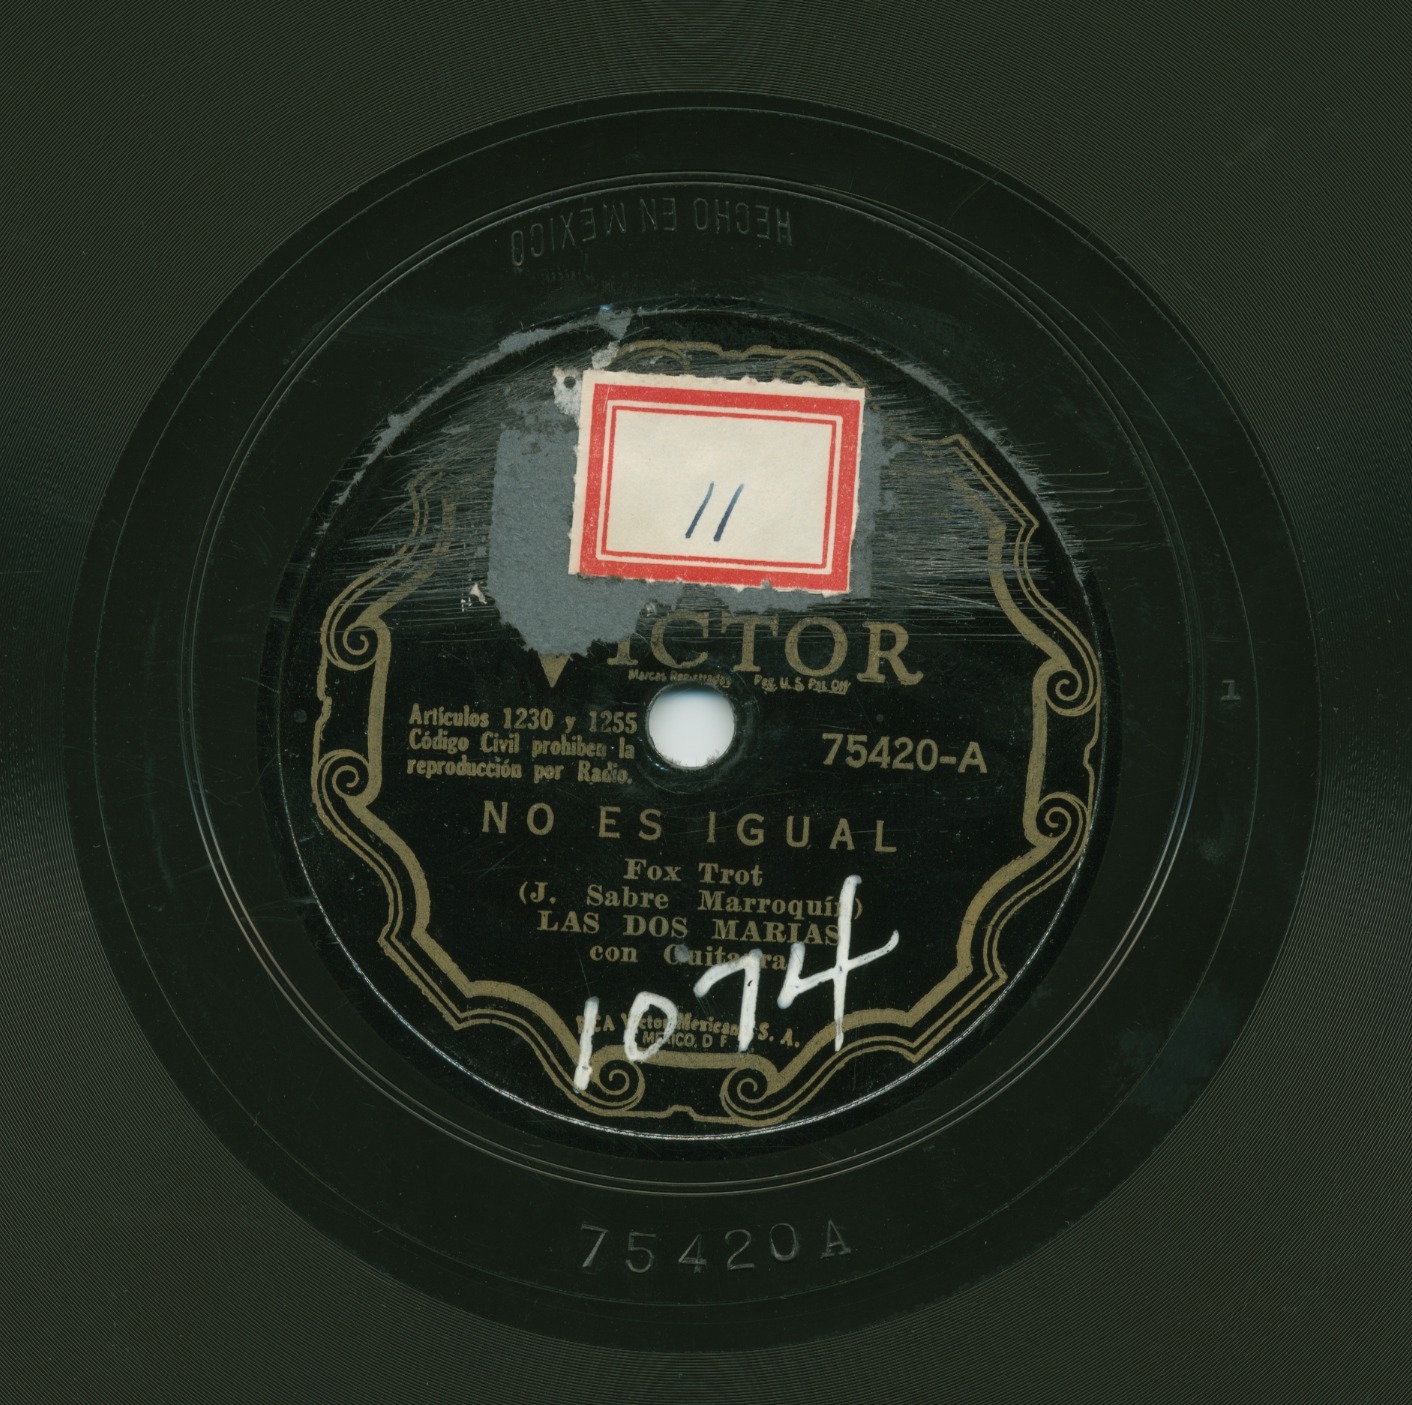 HECHO EN MEXICO
11
VICTOR
Marcas Registradas Reg. U. S. Pat. Off
Artículos 1230 y 1255
Código Civil prohiben la
reproducción por Radio.
75420-A
1
NO ES IGUAL
Fox Trot
(J. Sabre Marroquín)
LAS DOS MARIAS
con Guitarra
1074
RCA Victor Mexicana S. A.
MEXICO, D F
75420A